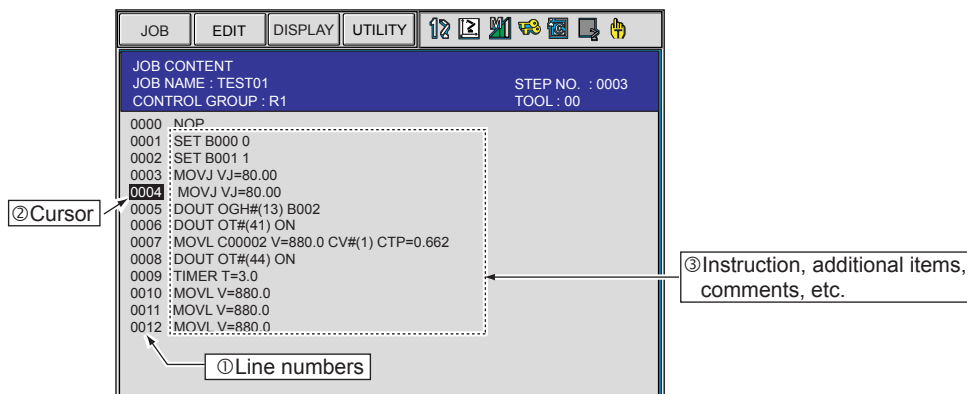 JOB EDIT DISPLAY UTILITY
JOB CONTENT
JOB NAME : TEST01 STEP NO. : 0003
CONTROL GROUP : R1 TOOL : 00
0000 NOP
0001 SET B000 0
0002 SET B001 1
0003 MOVJ VJ=80.00
0004 MOVJ VJ=80.00
0005 DOUT OGH#(13) B002
0006 DOUT OT#(41) ON
0007 MOVL C00002 V=880.0 CV#(1) CTP=0.662
0008 DOUT OT#(44) ON
0009 TIMER T=3.0
0010 MOVL V=880.0
0011 MOVL V=880.0
0012 MOVL V=880.0
②Cursor
③Instruction, additional items,
comments, etc.
①Line numbers